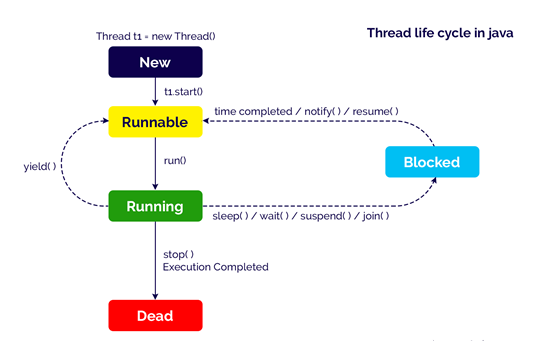 Thread life cycle in java
Thread t1 = new Thread()
New
t1.start()
Runnable
time completed / notify( ) / resume( )
run()
yield( )
Blocked
Running
sleep( ) / wait( ) / suspend( ) / join( )
stop( )
Execution Completed
Dead